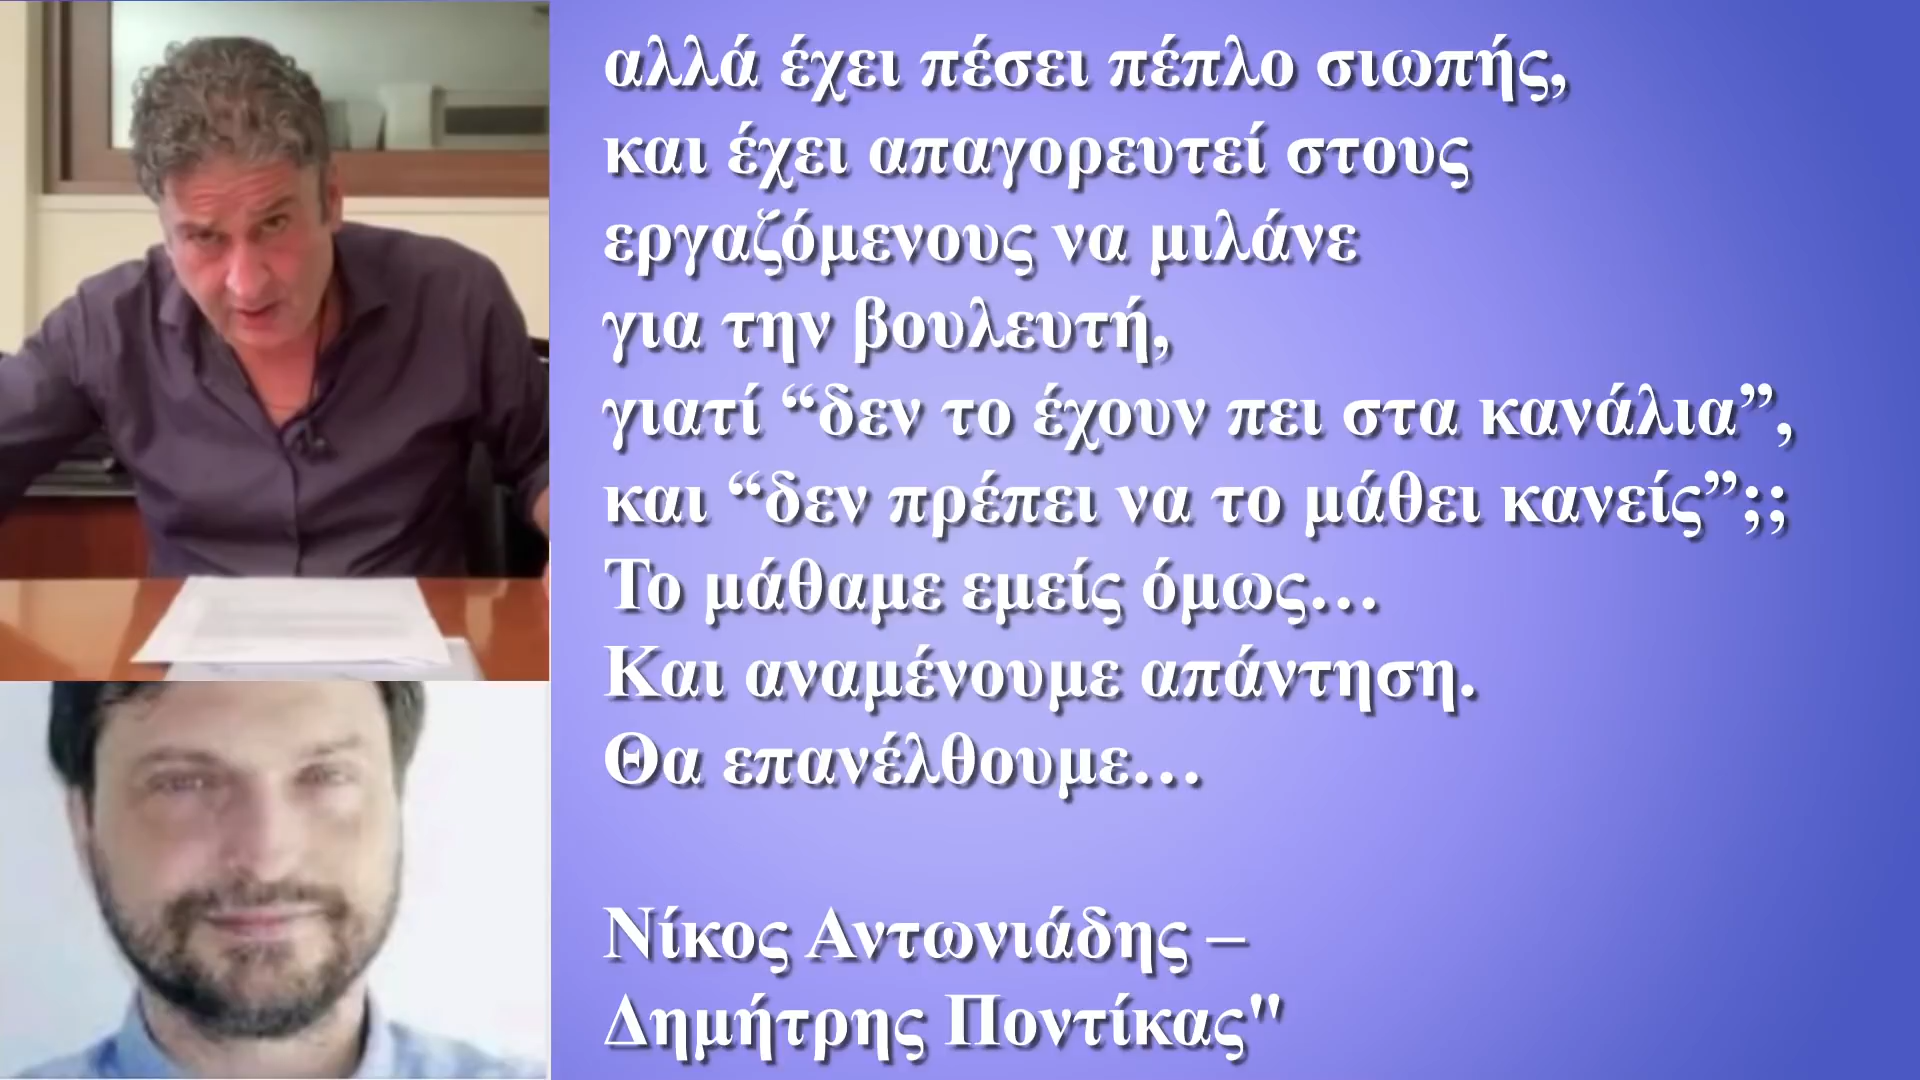 αλλά έχει πέσει πέπλο σιωπής,
και έχει απαγορευτεί στους
εργαζόμενους να μιλάνε
για την βουλευτή,
γιατί “δεν το έχουν πει στα κανάλια”,
και “δεν πρέπει να το μάθει κανείς”;;
Το μάθαμε εμείς όμως…
Και αναμένουμε απάντηση.
Θα επανέλθουμε…
Νίκος Αντωνιάδης –
Δημήτρης Ποντίκας"